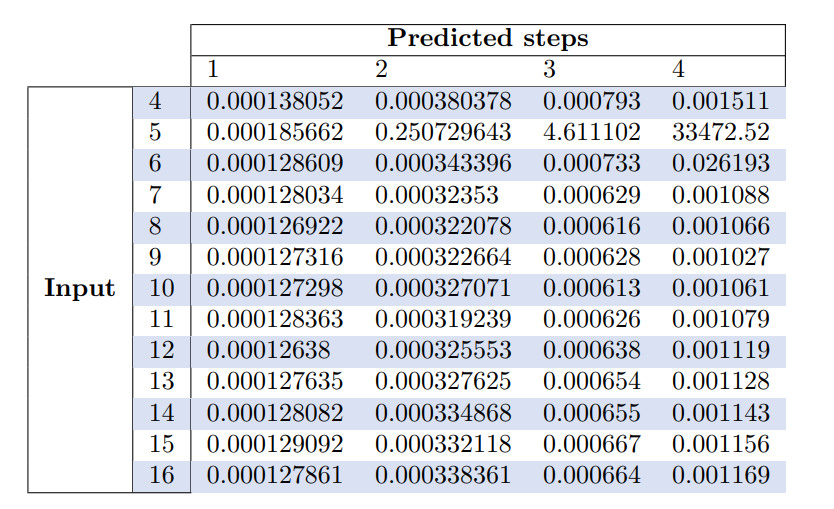 Predicted steps
1 2 3 4
4 0.000138052 0.000380378 0.000793 0.001511
5 0.000185662 0.250729643 4.611102 33472.52
6 0.000128609 0.000343396 0.000733 0.026193
7 0.000128034 0.00032353 0.000629 0.001088
8 0.000126922 0.000322078 0.000616 0.001066
9 0.000127316 0.000322664 0.000628 0.001027
Input 10 0.000127298 0.000327071 0.000613 0.001061
11 0.000128363 0.000319239 0.000626 0.001079
12 0.00012638 0.000325553 0.000638 0.001119
13 0.000127635 0.000327625 0.000654 0.001128
14 0.000128082 0.000334868 0.000655 0.001143
15 0.000129092 0.000332118 0.000667 0.001156
16 0.000127861 0.000338361 0.000664 0.001169